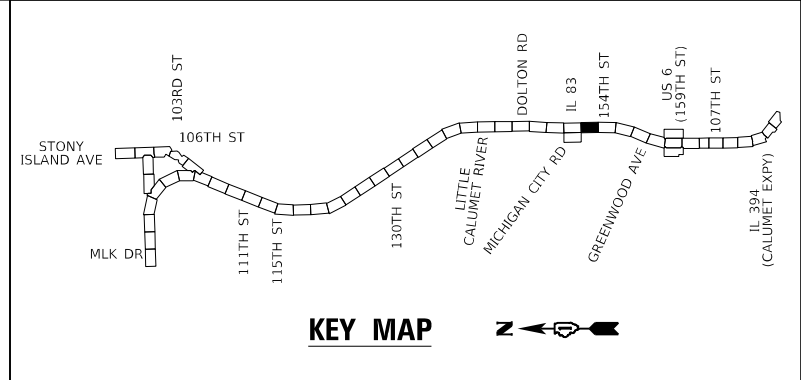 103RD ST
106TH ST
STONY
ISLAND AVE
MLK DR
111TH ST
115TH ST
130TH ST
LITTLE
CALUMET RIVER
DOLTON RD
MICHIGAN CITY RD
IL 83
154TH ST
GREENWOOD AVE
US 6
(159TH ST)
107TH ST
IL 394
(CALUMET EXPY)
KEY MAP
N